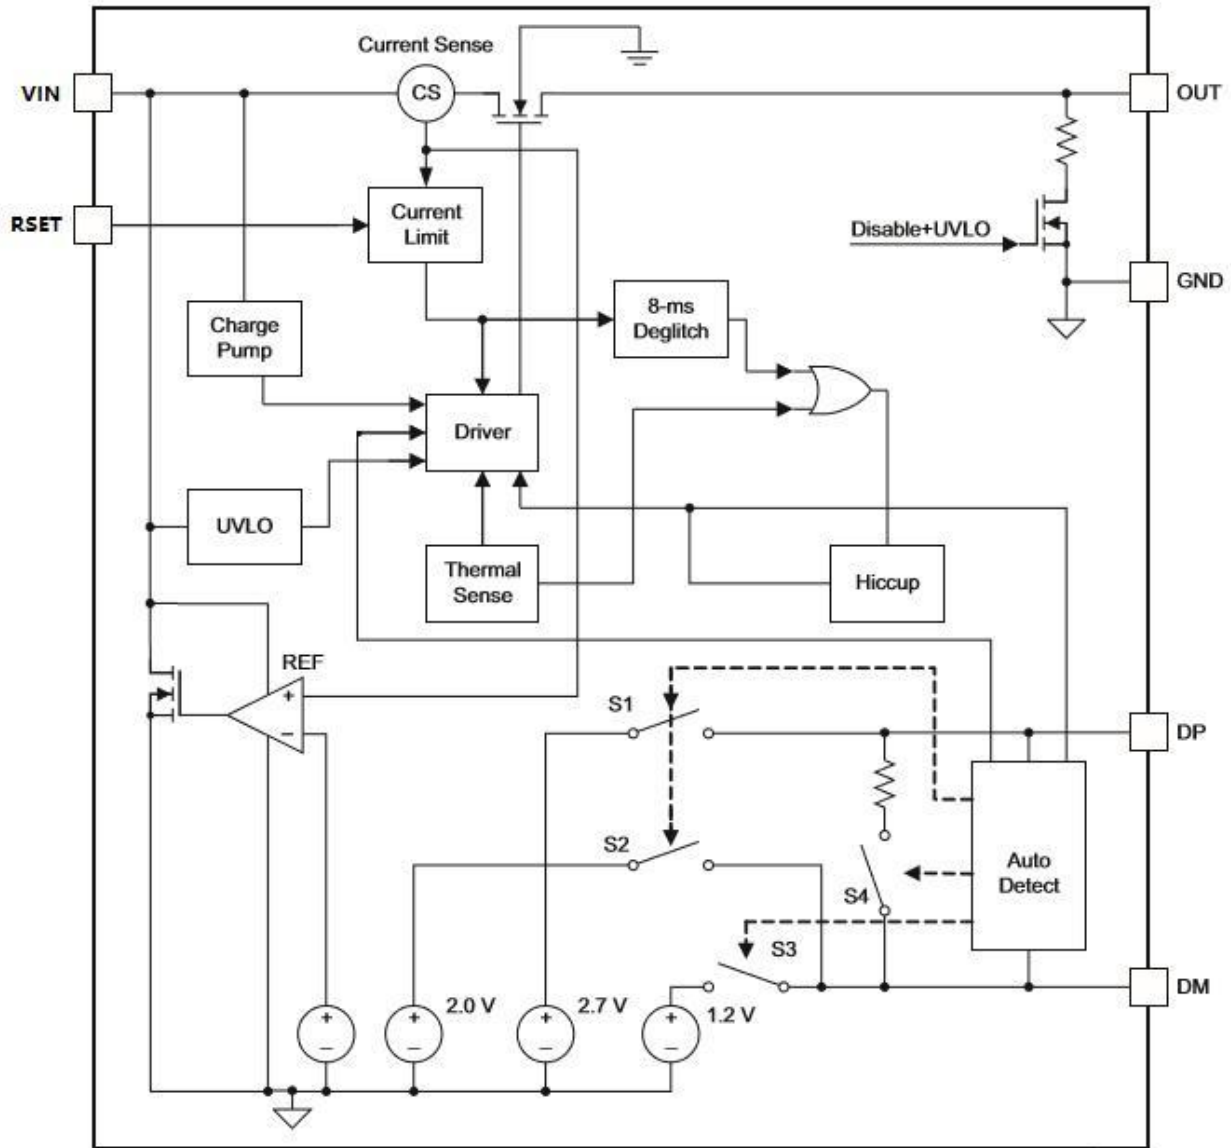 Current Sense
VIN
CS
OUT
RSET
Current
Limit
Disable+UVLO
GND
8-ms
Deglitch
Charge
Pump
Driver
UVLO
Thermal
Sense
Hiccup
REF
+
−
S1
DP
S2
Auto
Detect
S4
S3
DM
2.0 V
2.7 V
1.2 V
+
+
+
+
−
−
−
−